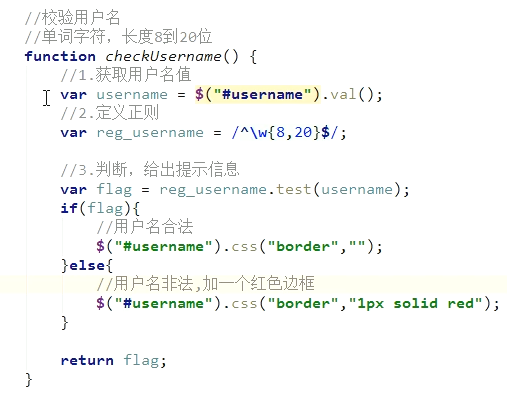 //校验用户名
//单词字符，长度8到20位
function checkUsername() {
//1.获取用户名值
var username = $("#username").val();
//2.定义正则
var reg_username = /^\w{8,20}$/;
//3.判断，给出提示信息
var flag = reg_username.test(username);
if(flag){
//用户名合法
$("#username").css("border","");
}else{
//用户名非法,加一个红色边框
$("#username").css("border","1px solid red");
}
return flag;
}